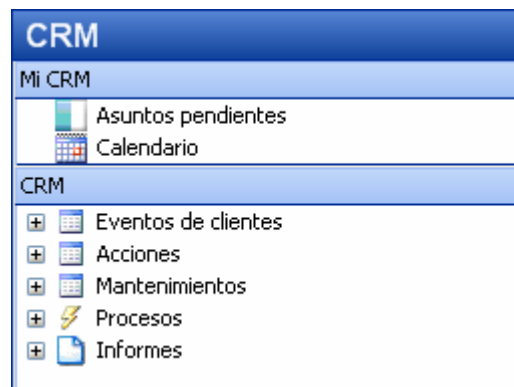 CRM
Mi CRM
Asuntos pendientes
Calendario
CRM
Eventos de clientes
Acciones
Mantenimientos
Procesos
Informes